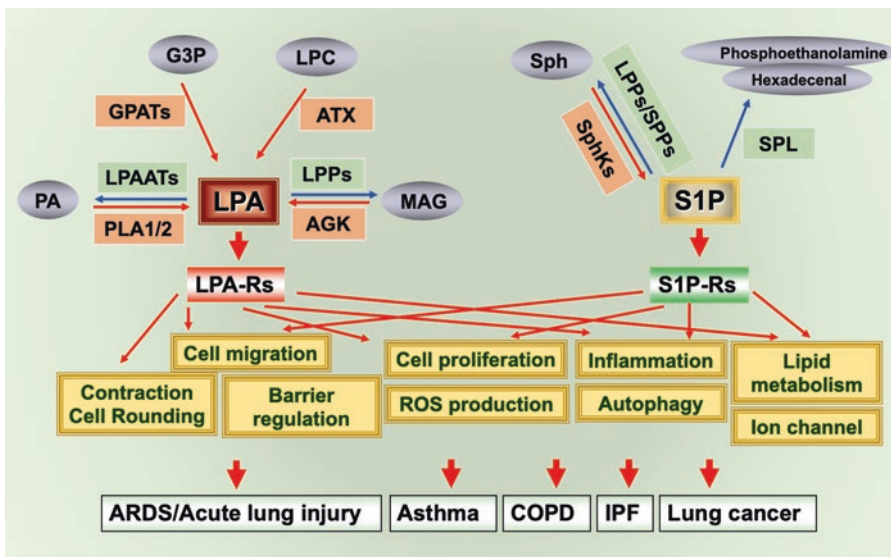 G3P
LPC
Sph
Phosphoethanolamine
Hexadecenal
GPATs
ATX
LPPs/SPPs
SphKs
SPL
LPAATs
LPPs
PA
LPA
MAG
S1P
PLA1/2
AGK
LPA-Rs
S1P-Rs
Cell migration
Cell proliferation
Inflammation
Lipid
metabolism
Contraction
Cell Rounding
Barrier
regulation
ROS production
Autophagy
Ion channel
ARDS/Acute lung injury
Asthma
COPD
IPF
Lung cancer